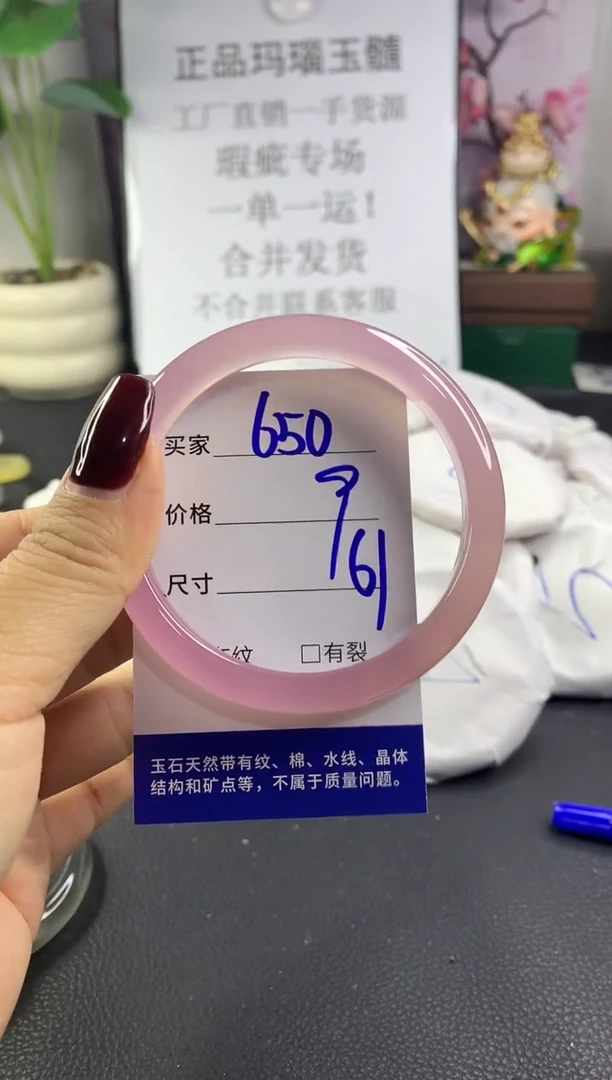 正品玛瑙玉髓
工厂直销一手货源
瑕疵专场
一单一运！
合并发货
不合并联系客服
买家 650
价格
尺寸 61
纹 □有裂
玉石天然带有纹、棉、水线、晶体
结构和矿点等，不属于质量问题。